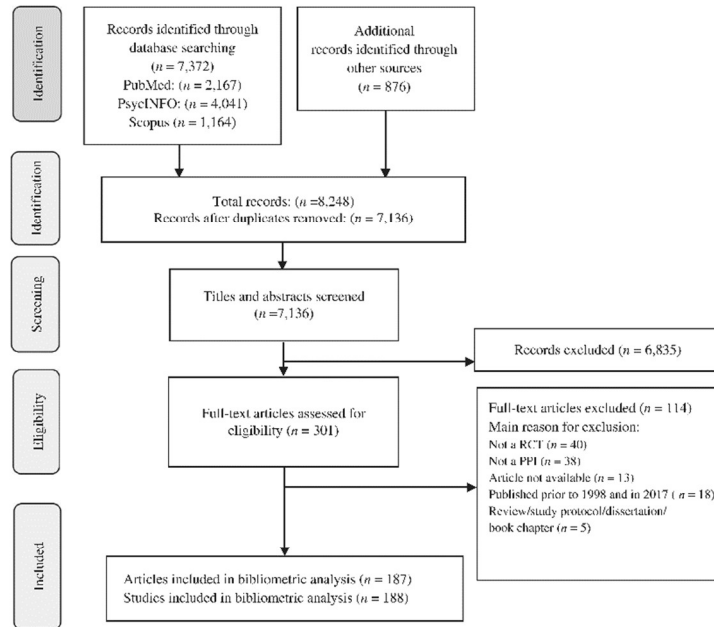 Identification
Records identified through
database searching
(n = 7,372)
PubMed: (n = 2,167)
PsycINFO: (n = 4,041)
Scopus (n = 1,164)
Additional
records identified through
other sources
(n = 876)
Identification
Total records: (n =8,248)
Records after duplicates removed: (n = 7,136)
Screening
Titles and abstracts screened
(n =7,136)
Records excluded (n = 6,835)
Eligibility
Full-text articles assessed for
eligibility (n = 301)
Full-text articles excluded (n = 114)
Main reason for exclusion:
Not a RCT (n = 40)
Not a PPI (n = 38)
Article not available (n = 13)
Published prior to 1998 and in 2017 ( n = 18)
Review/study protocol/dissertation/
book chapter (n = 5)
Included
Articles included in bibliometric analysis (n = 187)
Studies included in bibliometric analysis (n = 188)